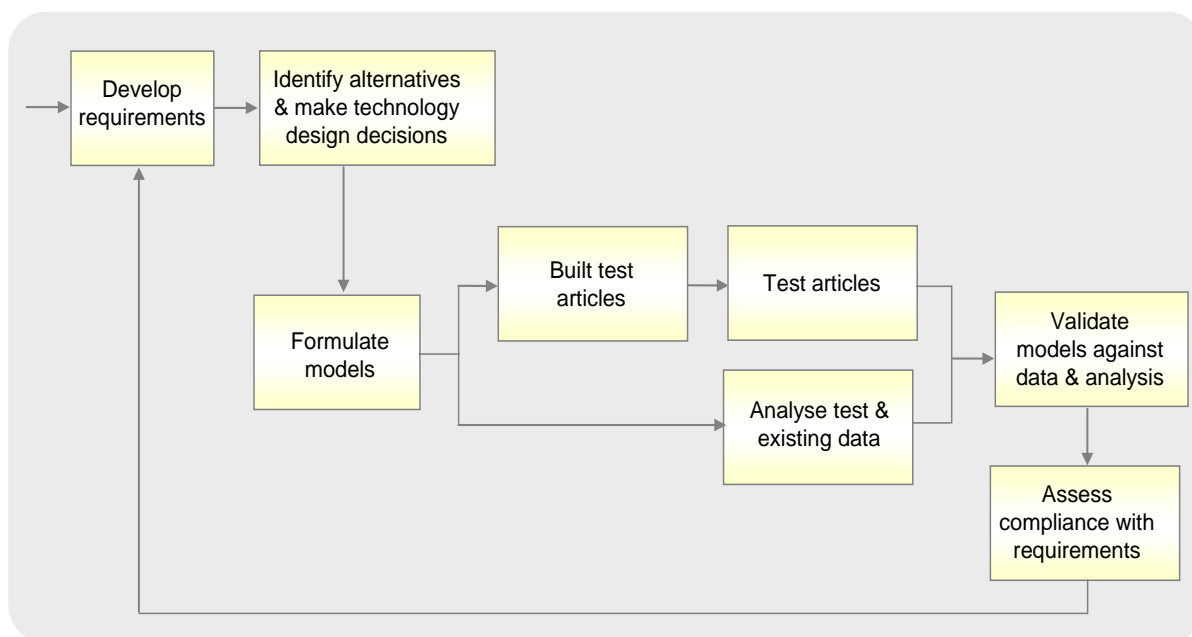 Develop
requirements
Identify alternatives
& make technology
design decisions
Formulate
models
Built test
articles
Test articles
Analyse test &
existing data
Validate
models against
data & analysis
Assess
compliance with
requirements